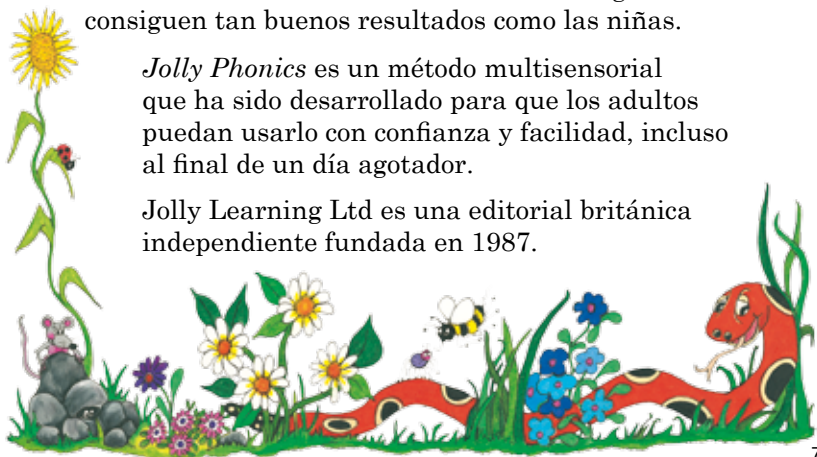 consiguen tan buenos resultados como las niñas.
Jolly Phonics es un método multisensorial
que ha sido desarrollado para que los adultos
puedan usarlo con confianza y facilidad, incluso
al final de un día agotador.
Jolly Learning Ltd es una editorial británica
independiente fundada en 1987.